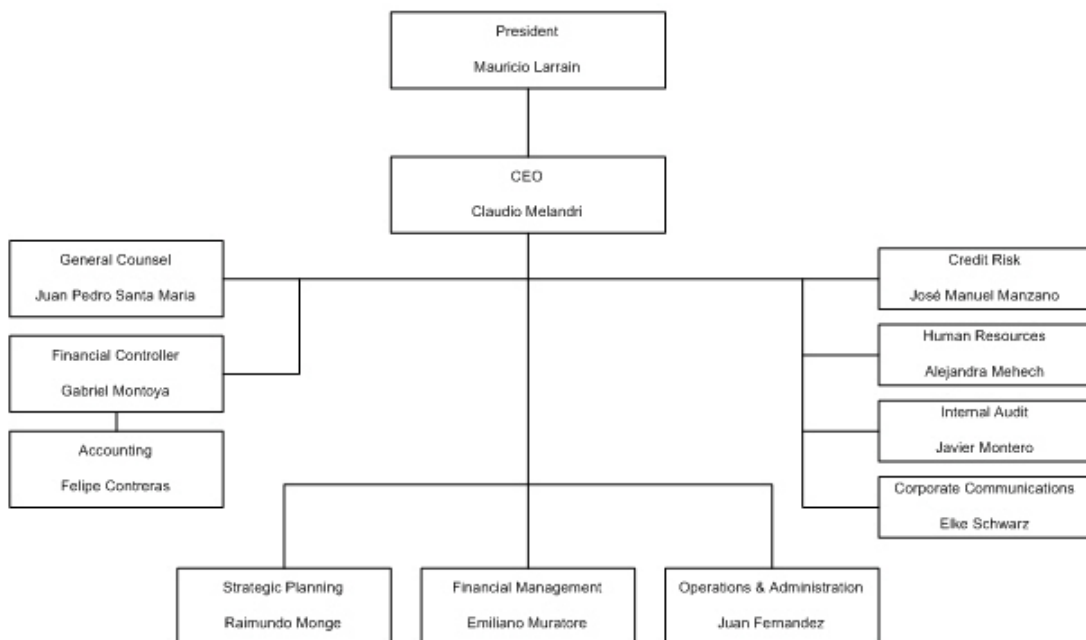 President
Mauricio Larrain
CEO
Claudio Melandri
General Counsel
Juan Pedro Santa Maria
Financial Controller
Gabriel Montoya
Accounting
Felipe Contreras
Credit Risk
José Manuel Manzano
Human Resources
Alejandra Mehech
Internal Audit
Javier Montero
Corporate Communications
Elke Schwarz
Strategic Planning
Raimundo Monge
Financial Management
Emiliano Muratore
Operations & Administration
Juan Fernandez